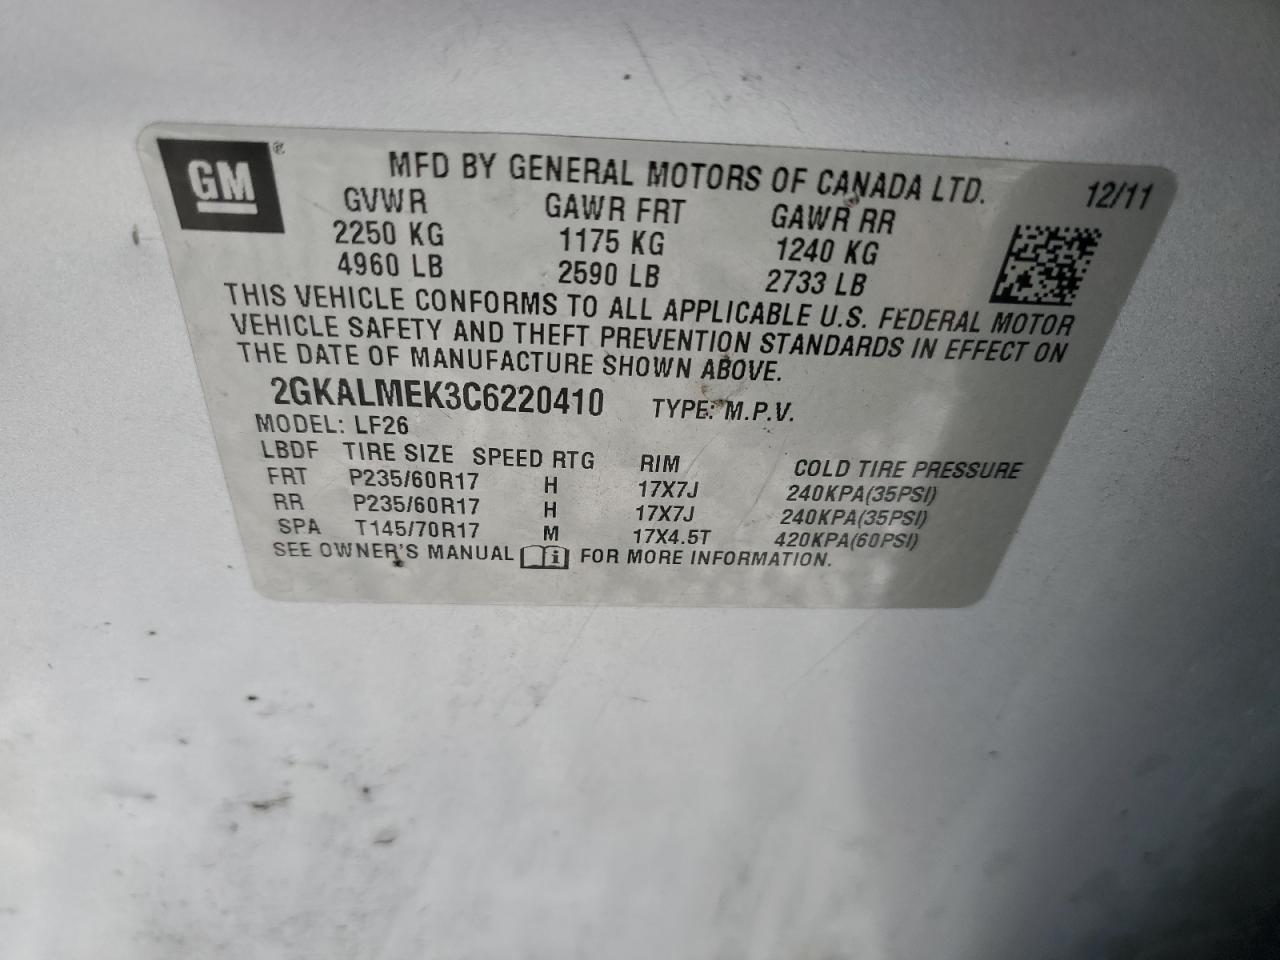 GM ®
MFD BY GENERAL MOTORS OF CANADA LTD. 12/11
GVWR GAWR FRT GAWR RR
2250 KG 1175 KG 1240 KG
4960 LB 2590 LB 2733 LB
THIS VEHICLE CONFORMS TO ALL APPLICABLE U.S. FEDERAL MOTOR
VEHICLE SAFETY AND THEFT PREVENTION STANDARDS IN EFFECT ON
THE DATE OF MANUFACTURE SHOWN ABOVE.
2GKALMEK3C6220410 TYPE: M.P.V.
MODEL: LF26
LBDF TIRE SIZE SPEED RTG RIM COLD TIRE PRESSURE
FRT P235/60R17 H 17X7J 240KPA(35PSI)
RR P235/60R17 H 17X7J 240KPA(35PSI)
SPA T145/70R17 M 17X4.5T 420KPA(60PSI)
SEE OWNER'S MANUAL i FOR MORE INFORMATION.